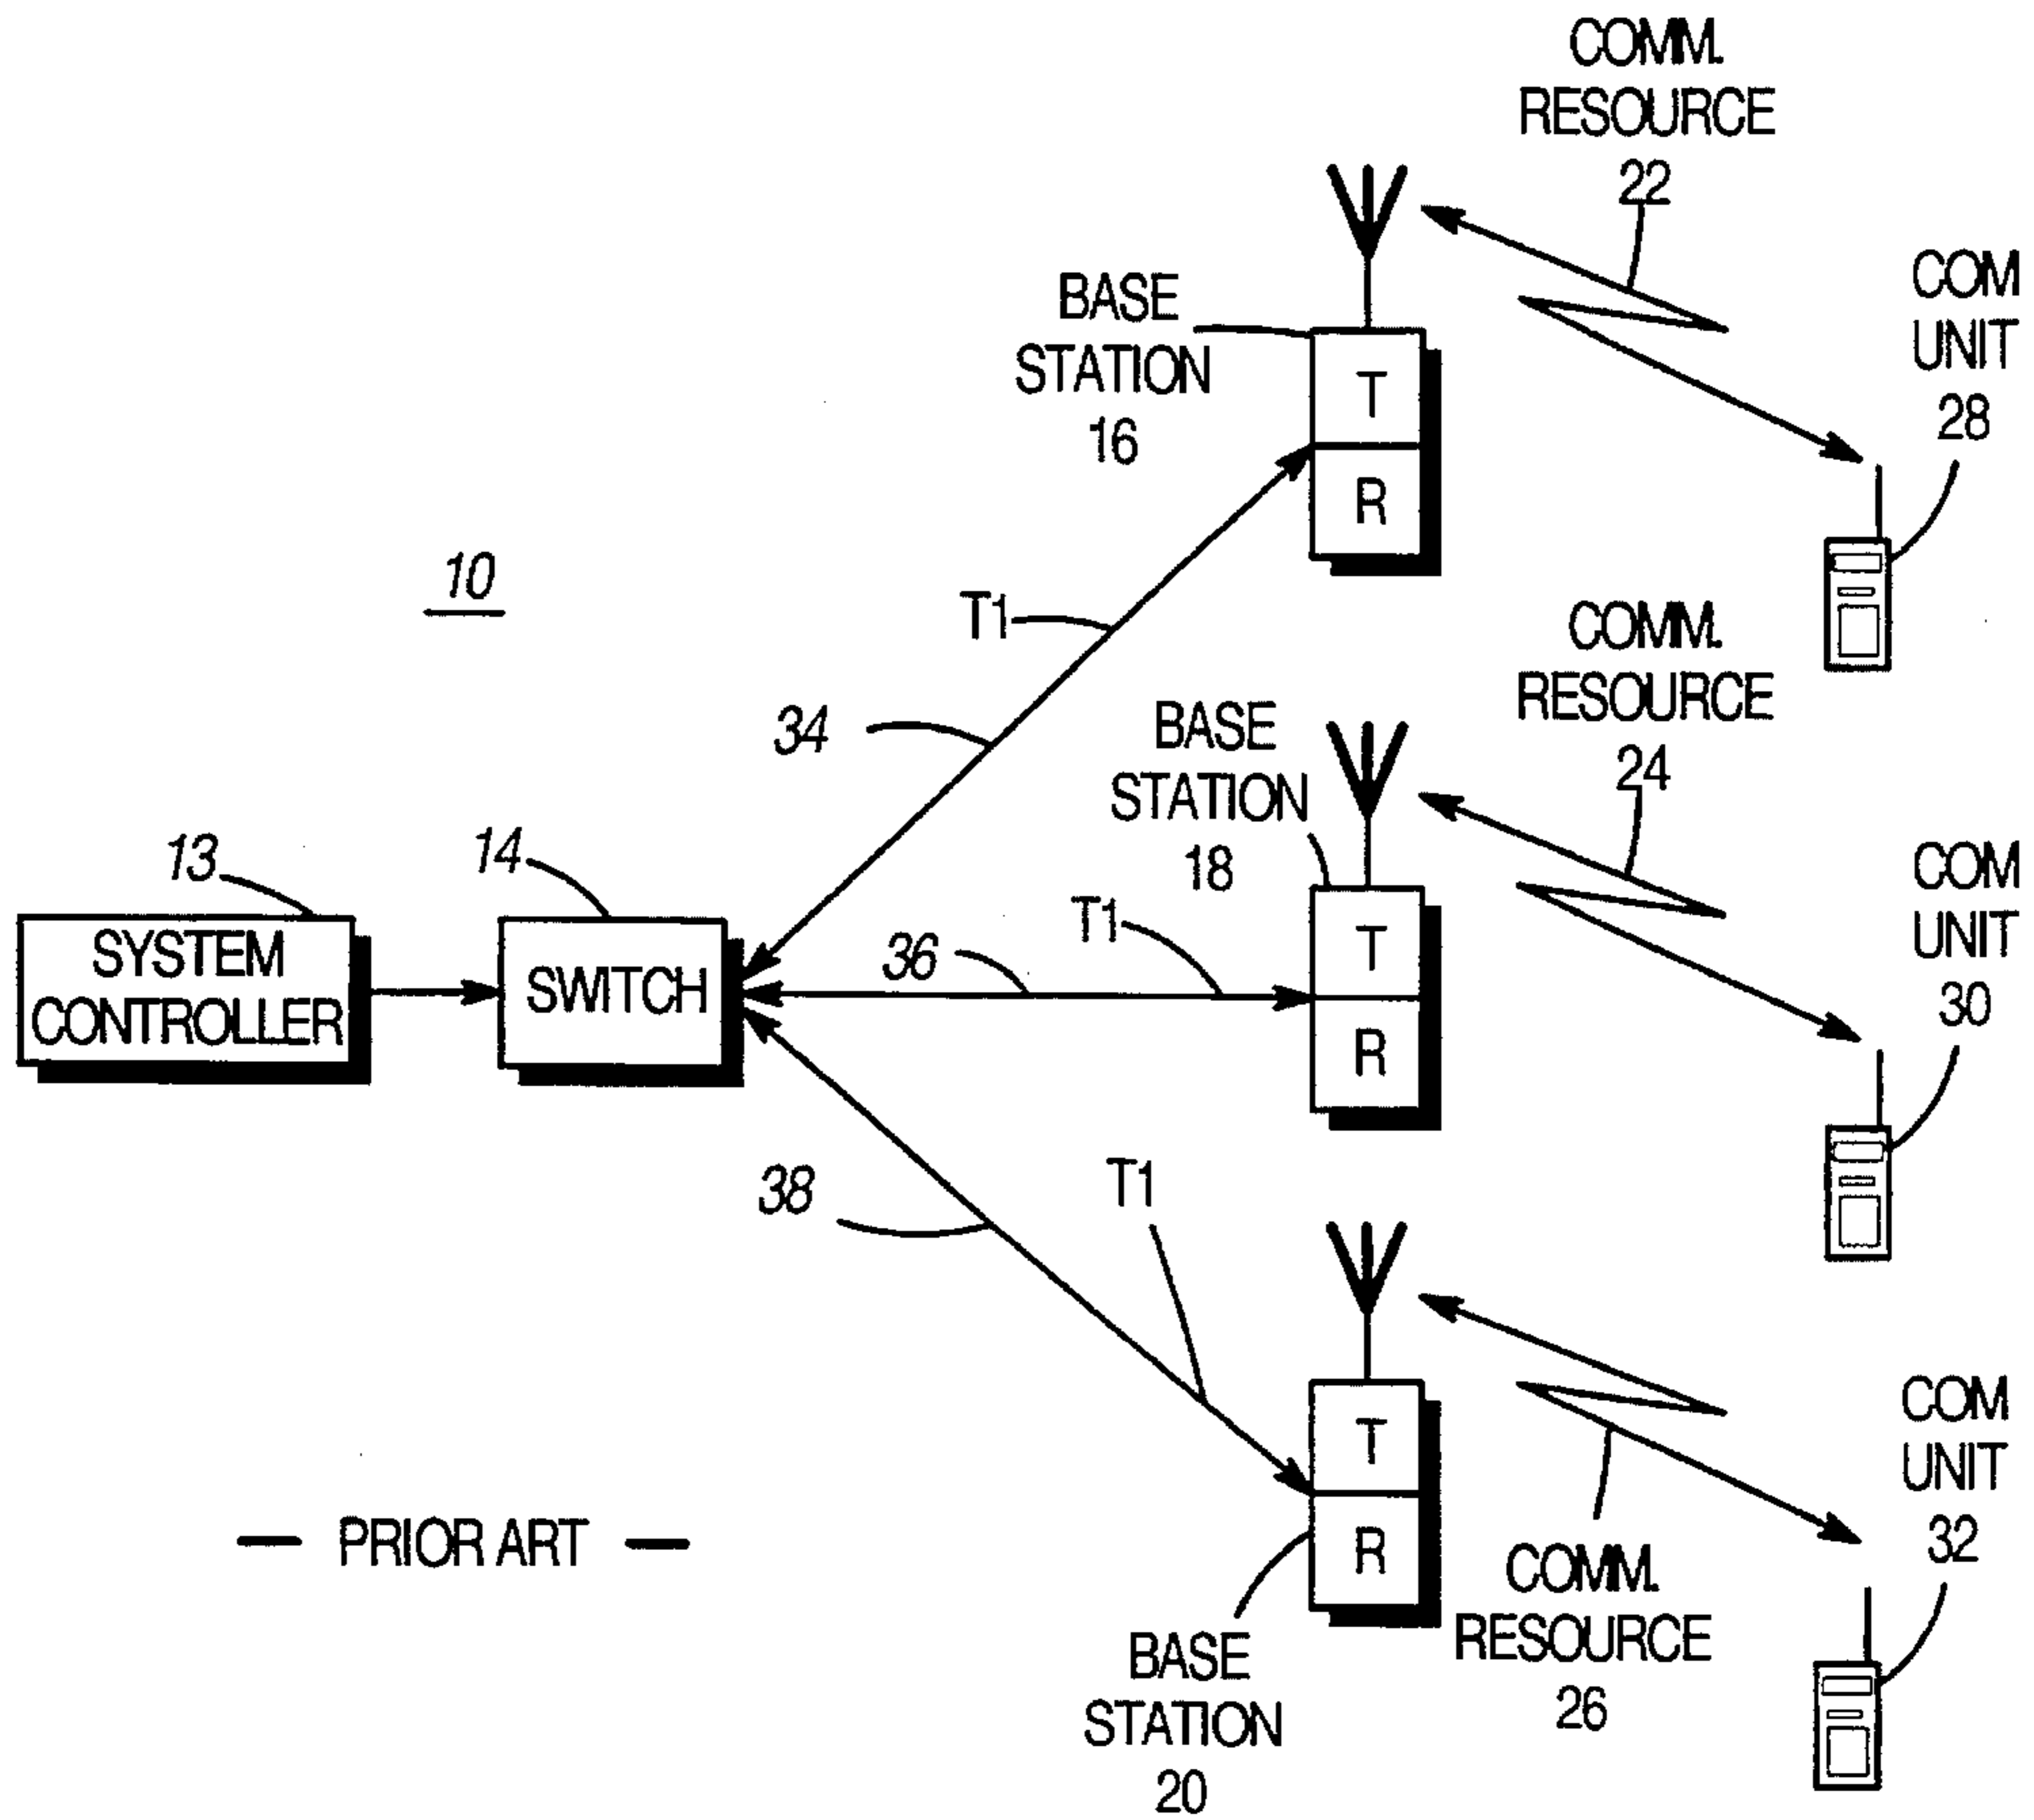 COMM.
RESOURCE
22
COM
UNIT
28
BASE
STATION
16
T
R
10
T1
COMM.
RESOURCE
24
34
BASE
STATION
18
COM
UNIT
30
13
14
T1
36
SYSTEM
CONTROLLER
SWITCH
T
R
38
T1
COM
UNIT
32
T
R
— PRIOR ART —
COMM.
RESOURCE
26
BASE
STATION
20